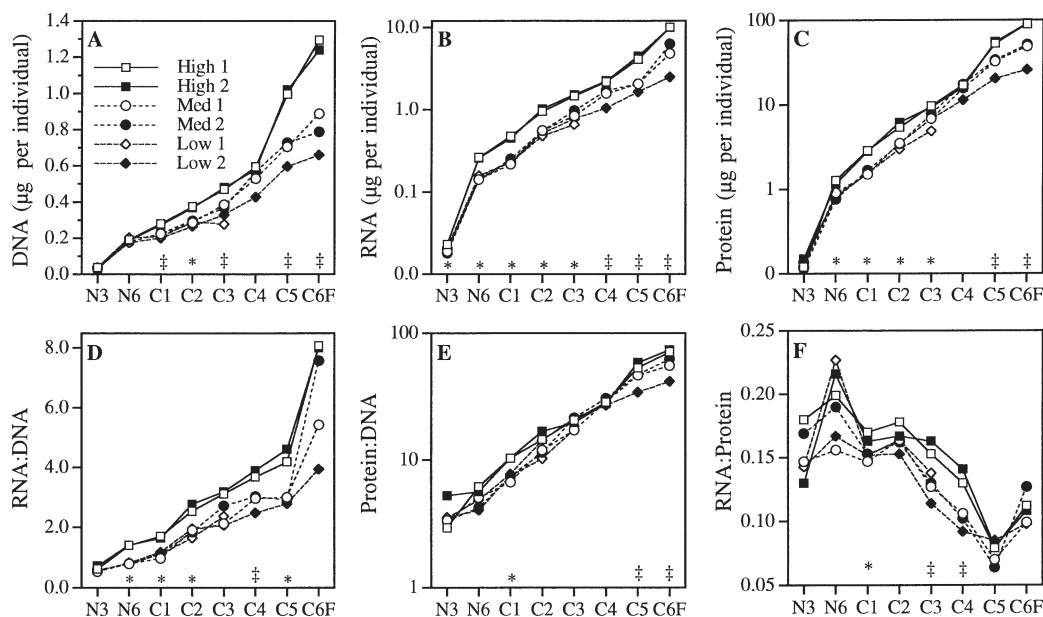 A
DNA (µg per individual)
1.4
1.2
1.0
0.8
0.6
0.4
0.2
0.0
High 1
High 2
Med 1
Med 2
Low 1
Low 2
‡ * ‡ ‡ ‡
N3 N6 C1 C2 C3 C4 C5 C6F
B
RNA (µg per individual)
10.0
1.0
0.1
0.0
* * * * * ‡ ‡ ‡
N3 N6 C1 C2 C3 C4 C5 C6F
C
Protein (µg per individual)
100
10
1
0
* * * * ‡ ‡
N3 N6 C1 C2 C3 C4 C5 C6F
D
RNA:DNA
8.0
6.0
4.0
2.0
0.0
* * * ‡ *
N3 N6 C1 C2 C3 C4 C5 C6F
E
Protein:DNA
100
10
1
* ‡ ‡
N3 N6 C1 C2 C3 C4 C5 C6F
F
RNA:Protein
0.25
0.20
0.15
0.10
0.05
* ‡ ‡
N3 N6 C1 C2 C3 C4 C5 C6F